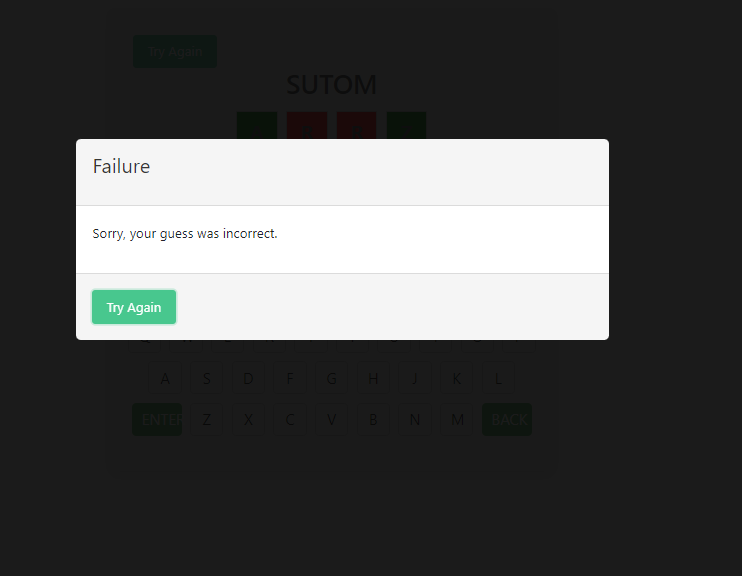 Try Again
SUTOM
Failure
Sorry, your guess was incorrect.
Try Again
A S D F G H J K L
ENTER Z X C V B N M BACK